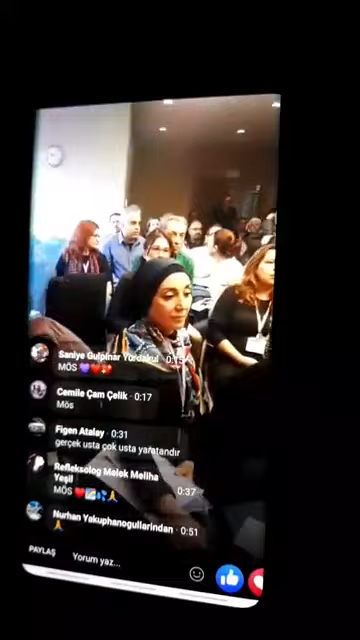 Saniye Gulpinar Yurdakul · 0:15
MÖS 💜❤️
Cemile Çam Çelik · 0:17
Mös
Figen Atalay · 0:31
gerçek usta çok usta yaratandır
Refleksolog Melek Meliha
Yeşil
MÖS ❤️ 🙏 0:37
Nurhan Yakuphanogullarindan · 0:51
🙏
PAYLAŞ Yorum yaz...